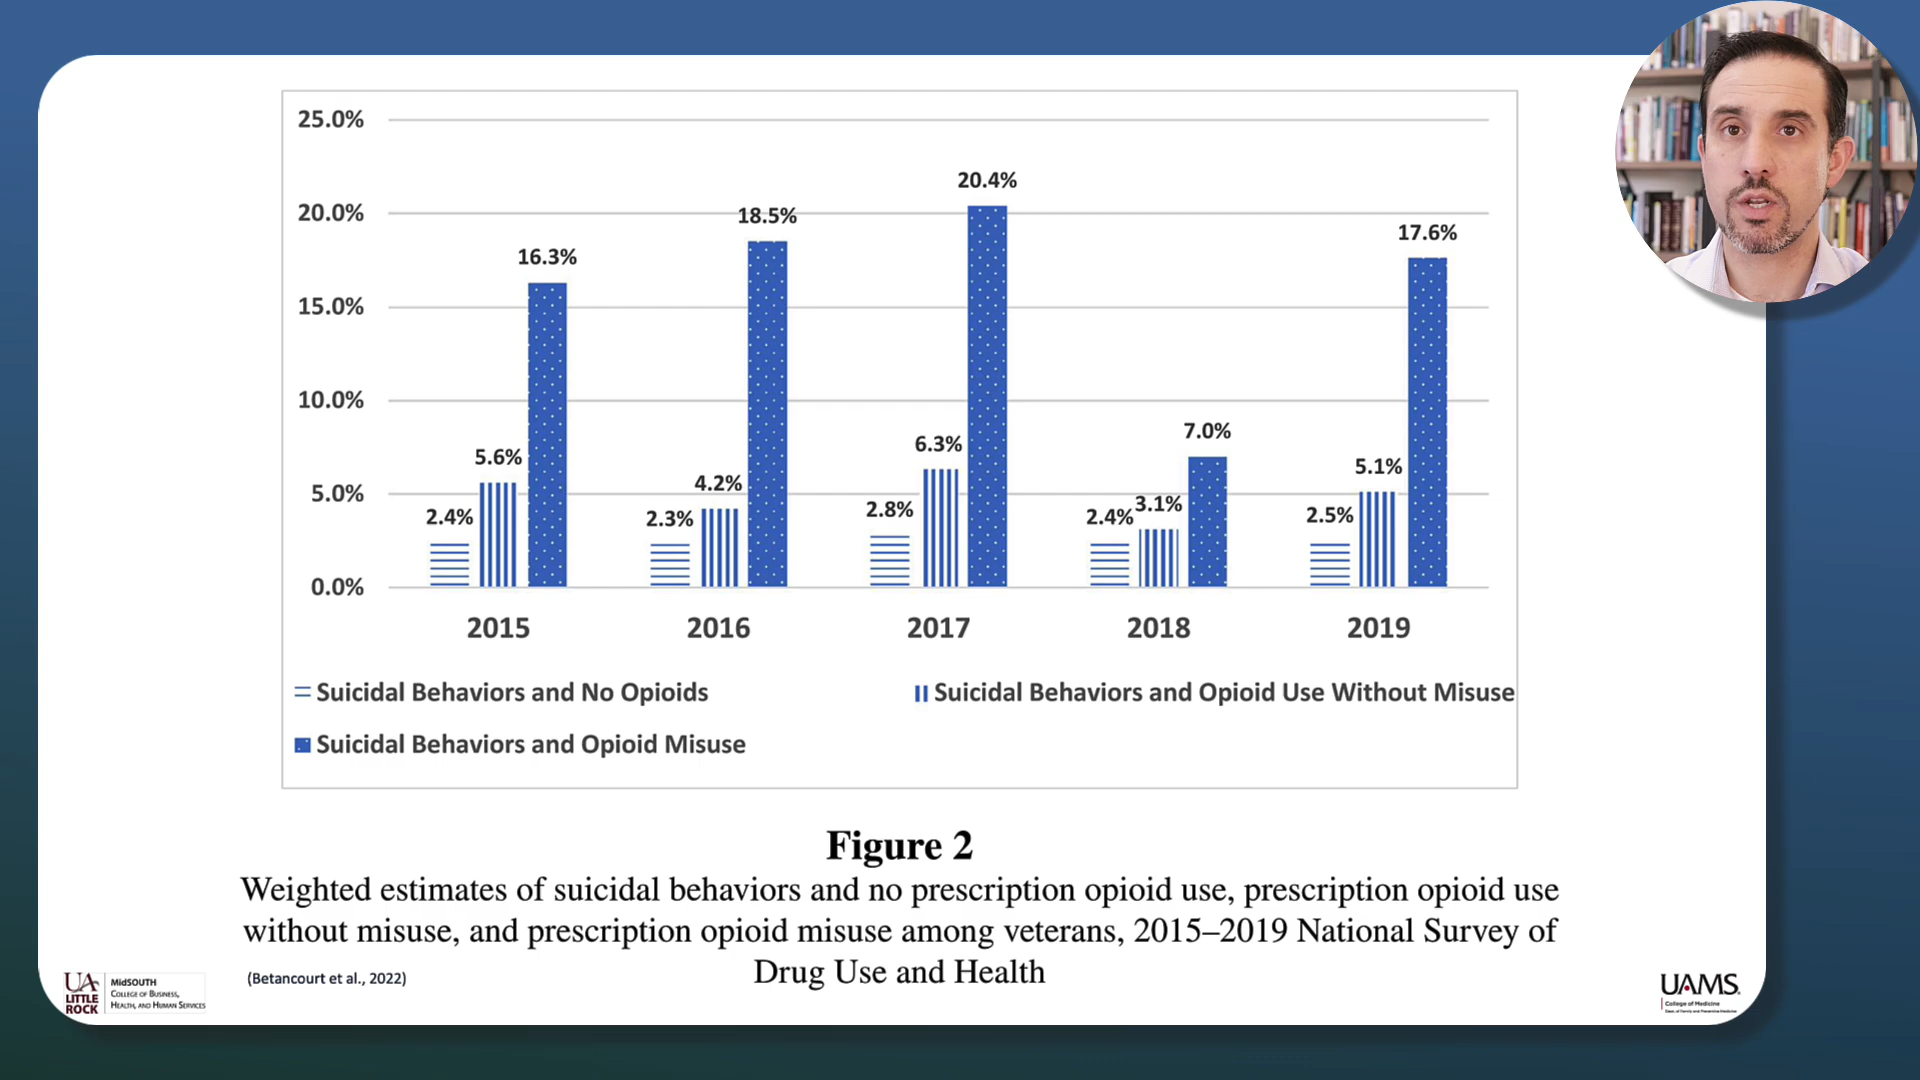 25.0%
20.0%
15.0%
10.0%
5.0%
0.0%
2.4%
5.6%
16.3%
2.3%
4.2%
18.5%
2.8%
6.3%
20.4%
2.4%
3.1%
7.0%
2.5%
5.1%
17.6%
2015
2016
2017
2018
2019
Suicidal Behaviors and No Opioids
Suicidal Behaviors and Opioid Use Without Misuse
Suicidal Behaviors and Opioid Misuse
Figure 2
Weighted estimates of suicidal behaviors and no prescription opioid use, prescription opioid use
without misuse, and prescription opioid misuse among veterans, 2015–2019 National Survey of
Drug Use and Health
(Betancourt et al., 2022)
UA
LITTLE
ROCK
MidSOUTH
College of Business,
Health, and Human Services
UAMS.
College of Medicine
Dept. of Family and Preventive Medicine